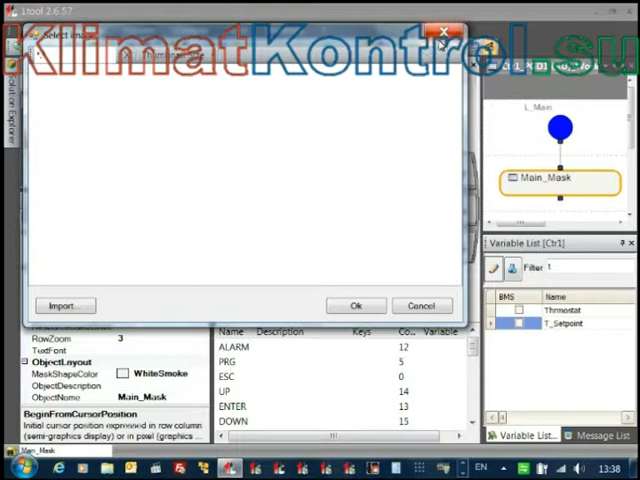 1tool 2.6.57
Select image
KlimatKontrol.su
L_Main
Main_Mask
Variable List [Ctr1]
Filter t
BMS Name
Thrmostat
T_Setpoint
Import...
Ok
Cancel
RowZoom 3
TextFont
ObjectLayout
MaskShapeColor WhiteSmoke
ObjectDescription
ObjectName Main_Mask
BeginFromCursorPosition
Initial cursor position expressed in row column
(semi-graphics display) or in pixel (graphics ...
Name Description Keys Co... Variable
ALARM 12
PRG 5
ESC 0
UP 14
ENTER 13
DOWN 15
Variable List...
Message List
Main_Mask
EN
13:38
Solution Explorer